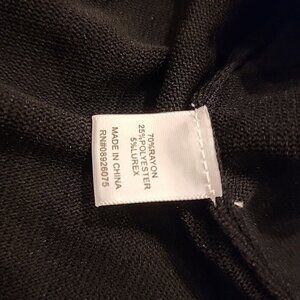 70%RAYON
25%POLYESTER
5%LUREX
MADE IN CHINA
RN#08926075